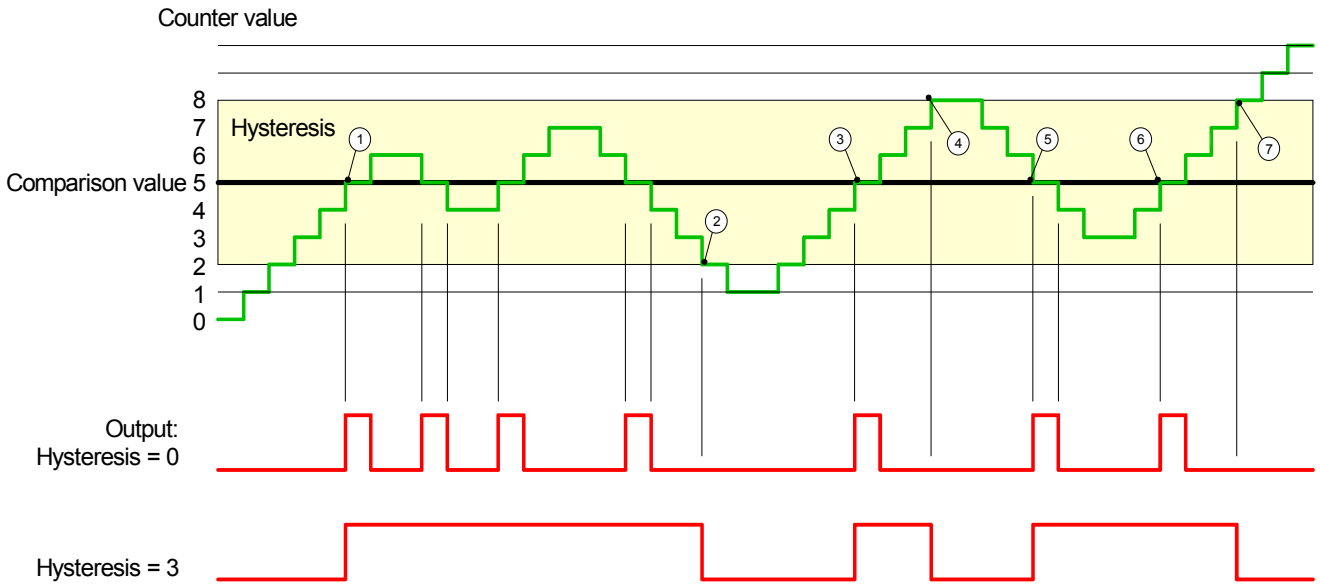 Counter value
8
7
Hysteresis
1
3
4
5
6
7
6
Comparison value 5
4
3
2
2
1
0
Output:
Hysteresis = 0
Hysteresis = 3